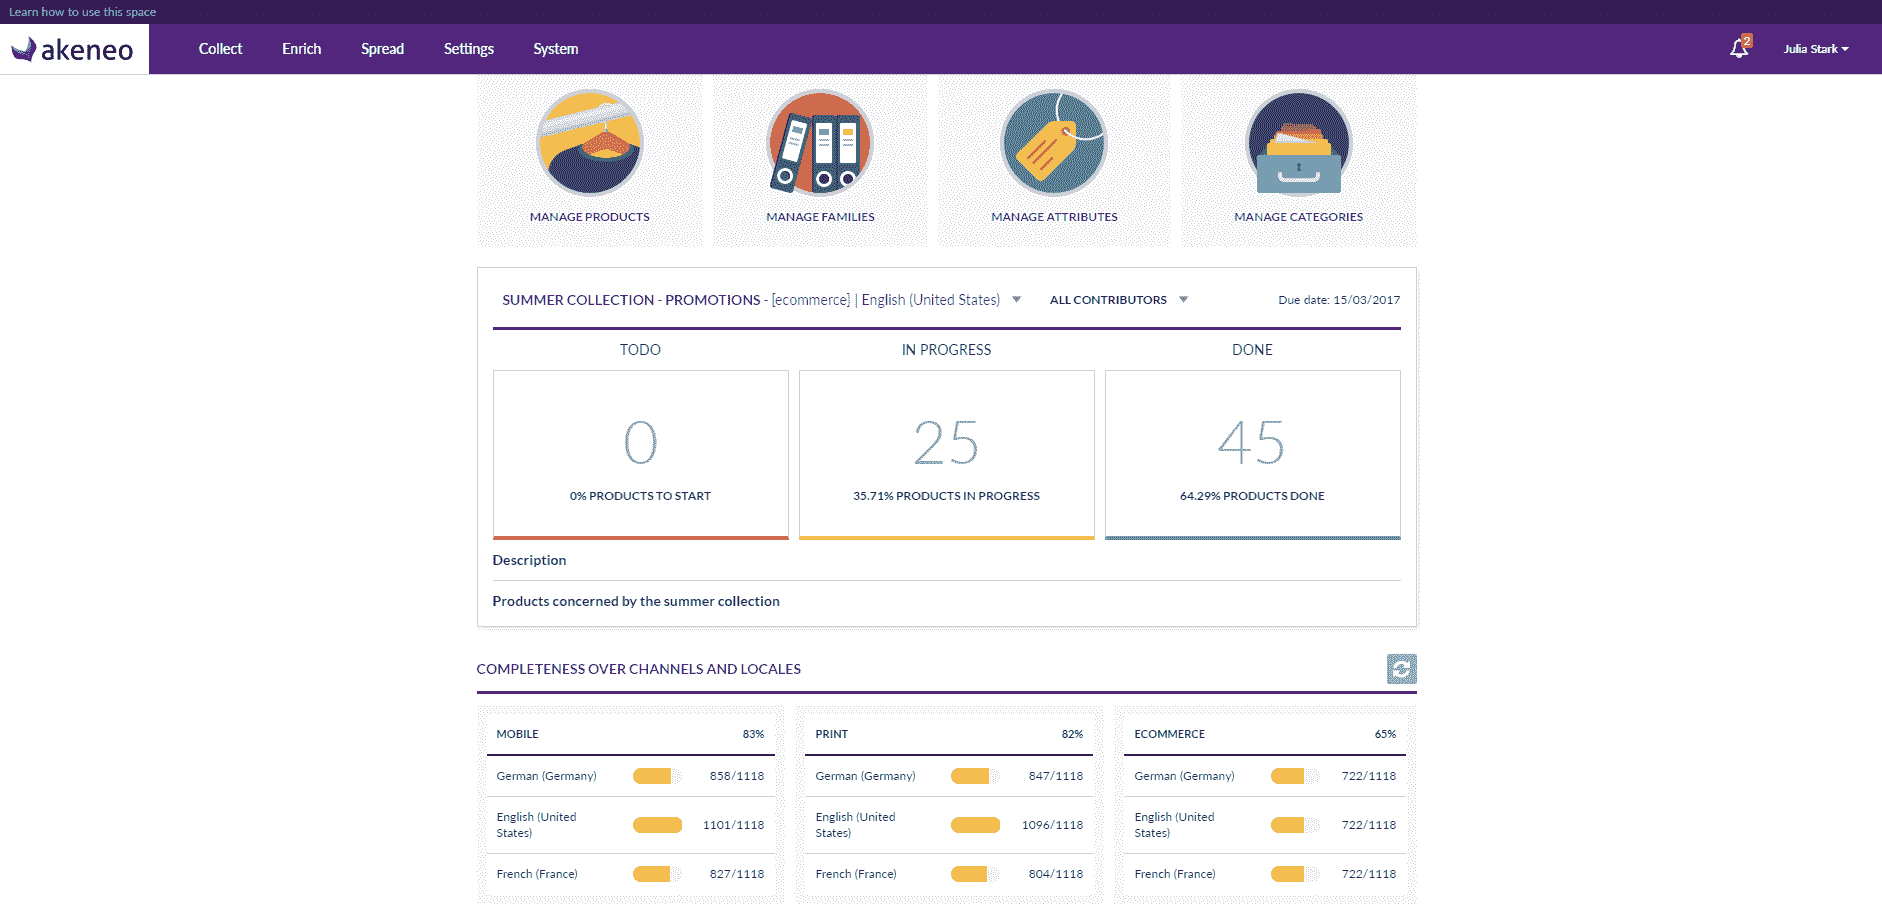 Learn how to use this space
akeneo Collect Enrich Spread Settings System 2 Julia Stark
MANAGE PRODUCTS MANAGE FAMILIES MANAGE ATTRIBUTES MANAGE CATEGORIES
SUMMER COLLECTION - PROMOTIONS - [ecommerce] | English (United States) ALL CONTRIBUTORS Due date: 15/03/2017
TODO IN PROGRESS DONE
0 25 45
0% PRODUCTS TO START 35.71% PRODUCTS IN PROGRESS 64.29% PRODUCTS DONE
Description
Products concerned by the summer collection
COMPLETENESS OVER CHANNELS AND LOCALES
MOBILE 83%
German (Germany) 858/1118
English (United
States) 1101/1118
French (France) 827/1118
PRINT 82%
German (Germany) 847/1118
English (United
States) 1096/1118
French (France) 804/1118
ECOMMERCE 65%
German (Germany) 722/1118
English (United
States) 722/1118
French (France) 722/1118